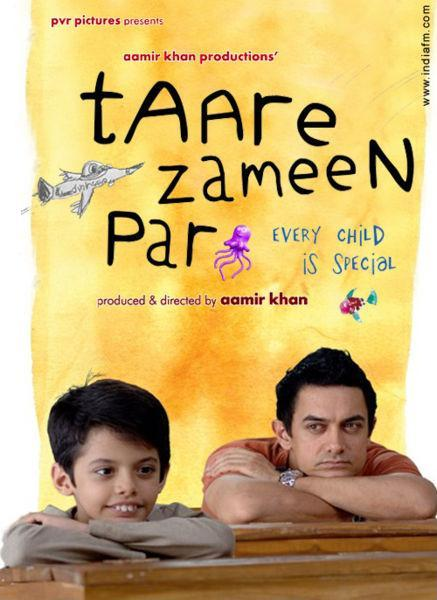 pvr pictures presents
aamir khan productions'
tAAre
zameeN
Par
EVERY CHILD
IS SPECIAL
produced & directed by aamir khan
www.indiafm.com